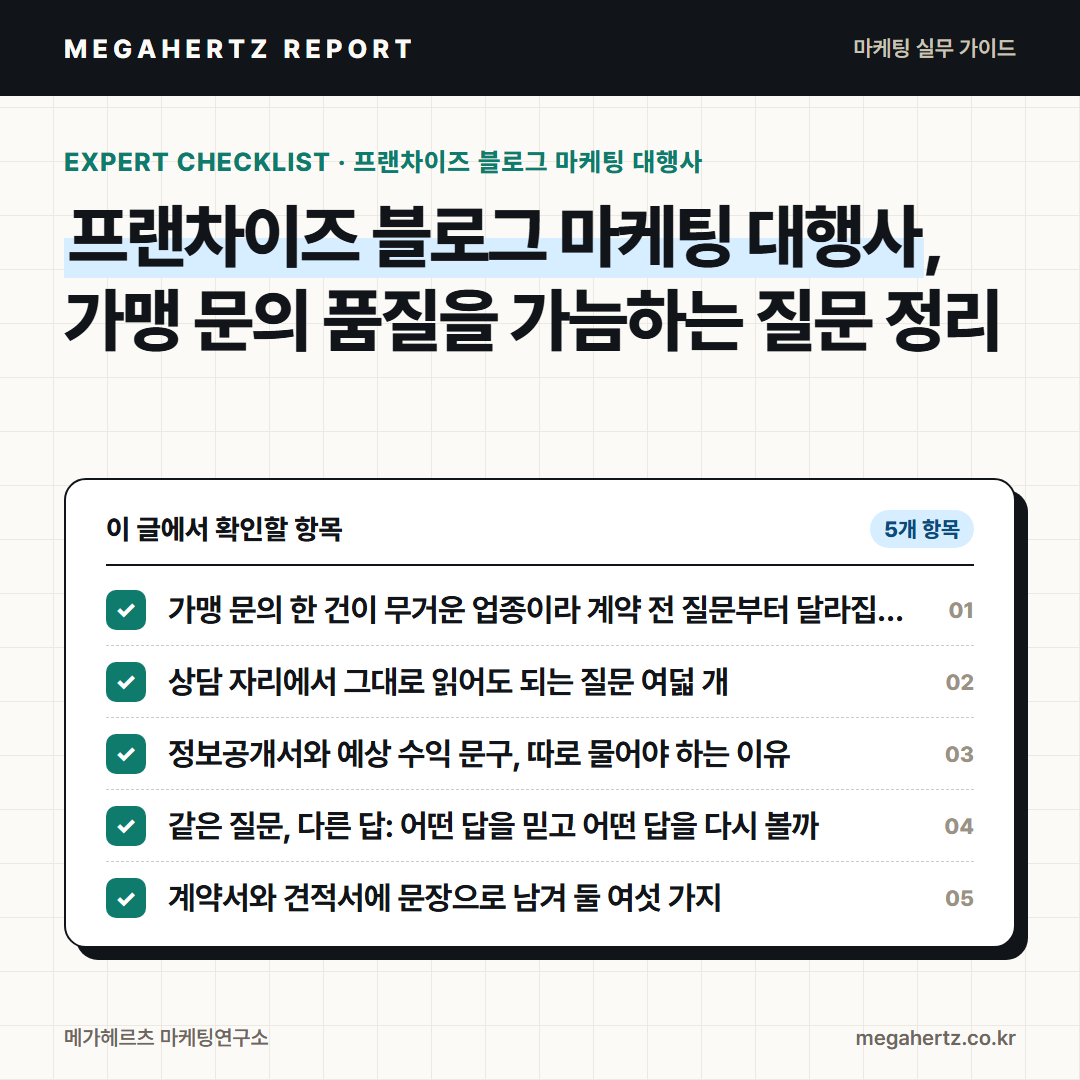 MEGAHERTZ REPORT
마케팅 실무 가이드
EXPERT CHECKLIST · 프랜차이즈 블로그 마케팅 대행사
프랜차이즈 블로그 마케팅 대행사,
가맹 문의 품질을 가늠하는 질문 정리
이 글에서 확인할 항목
5개 항목
가맹 문의 한 건이 무거운 업종이라 계약 전 질문부터 달라집... 01
상담 자리에서 그대로 읽어도 되는 질문 여덟 개 02
정보공개서와 예상 수익 문구, 따로 물어야 하는 이유 03
같은 질문, 다른 답: 어떤 답을 믿고 어떤 답을 다시 볼까 04
계약서와 견적서에 문장으로 남겨 둘 여섯 가지 05
메가헤르츠 마케팅연구소
megahertz.co.kr